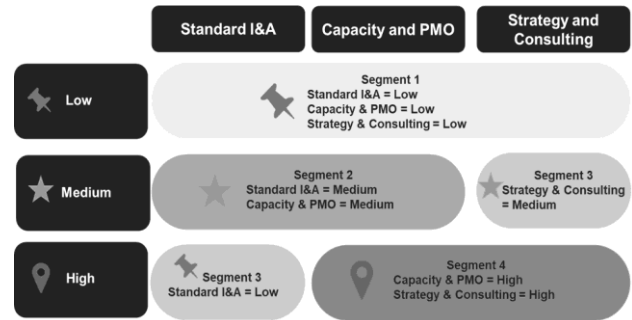 Standard I&A
Capacity and PMO
Strategy and
Consulting
Low
Segment 1
Standard I&A = Low
Capacity & PMO = Low
Strategy & Consulting = Low
Medium
Segment 2
Standard I&A = Medium
Capacity & PMO = Medium
Segment 3
Strategy & Consulting
= Medium
High
Segment 3
Standard I&A = Low
Segment 4
Capacity & PMO = High
Strategy & Consulting = High